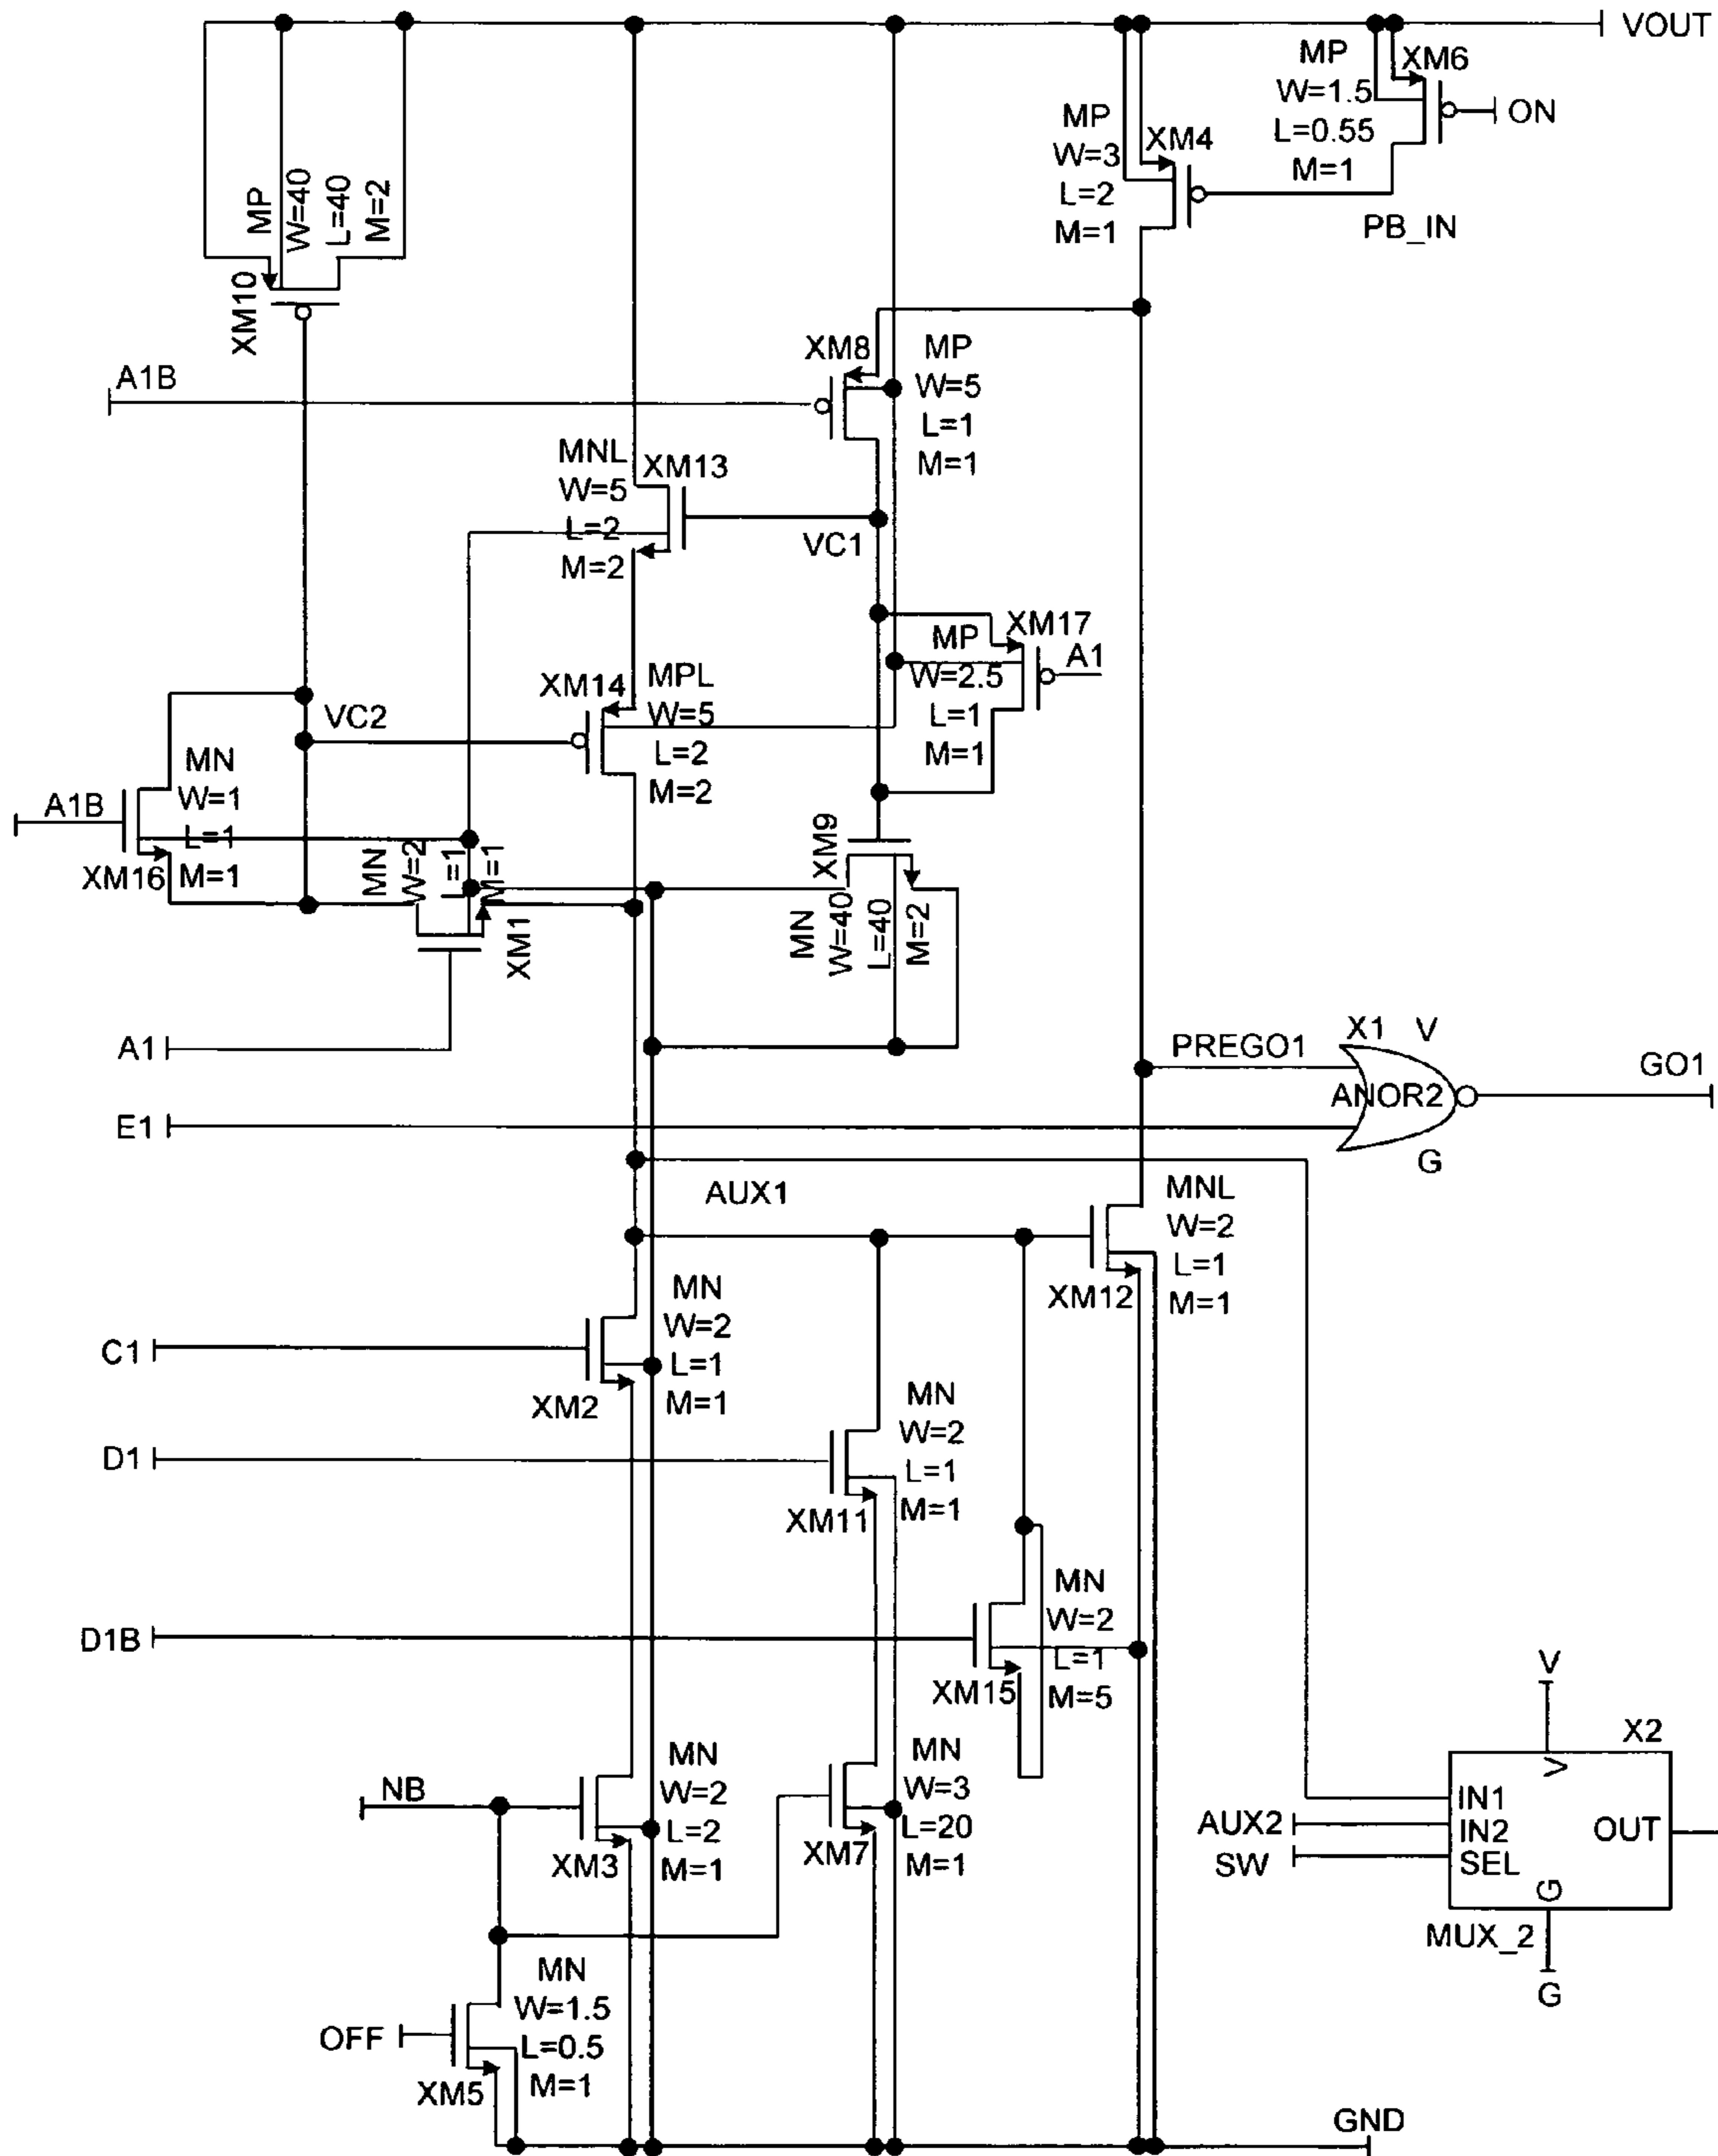 VOUT
MP
W=1.5
L=0.55
M=1
XM6
ON
MP
W=3
L=2
M=1
XM4
PB_IN
MP
W=40
L=40
M=2
XM10
A1B
XM8
MP
W=5
L=1
M=1
MNL
W=5
L=2
M=2
XM13
VC1
XM17
MP
W=2.5
L=1
M=1
A1
XM14
MPL
W=5
L=2
M=2
VC2
A1B
MN
W=1
L=1
M=1
XM16
MN
W=2
L=1
M=1
XM1
XM9
MN
W=40
L=40
M=2
A1
X1
V
PREGO1
ANOR2
GO1
G
E1
AUX1
MNL
W=2
L=1
M=1
XM12
C1
MN
W=2
L=1
M=1
XM2
D1
MN
W=2
L=1
M=1
XM11
D1B
MN
W=2
L=1
M=5
XM15
V
X2
V
IN1
AUX2
IN2
OUT
SW
SEL
G
MUX_2
G
NB
MN
W=2
L=2
M=1
XM3
MN
W=3
L=20
M=1
XM7
MN
W=1.5
L=0.5
M=1
OFF
XM5
GND